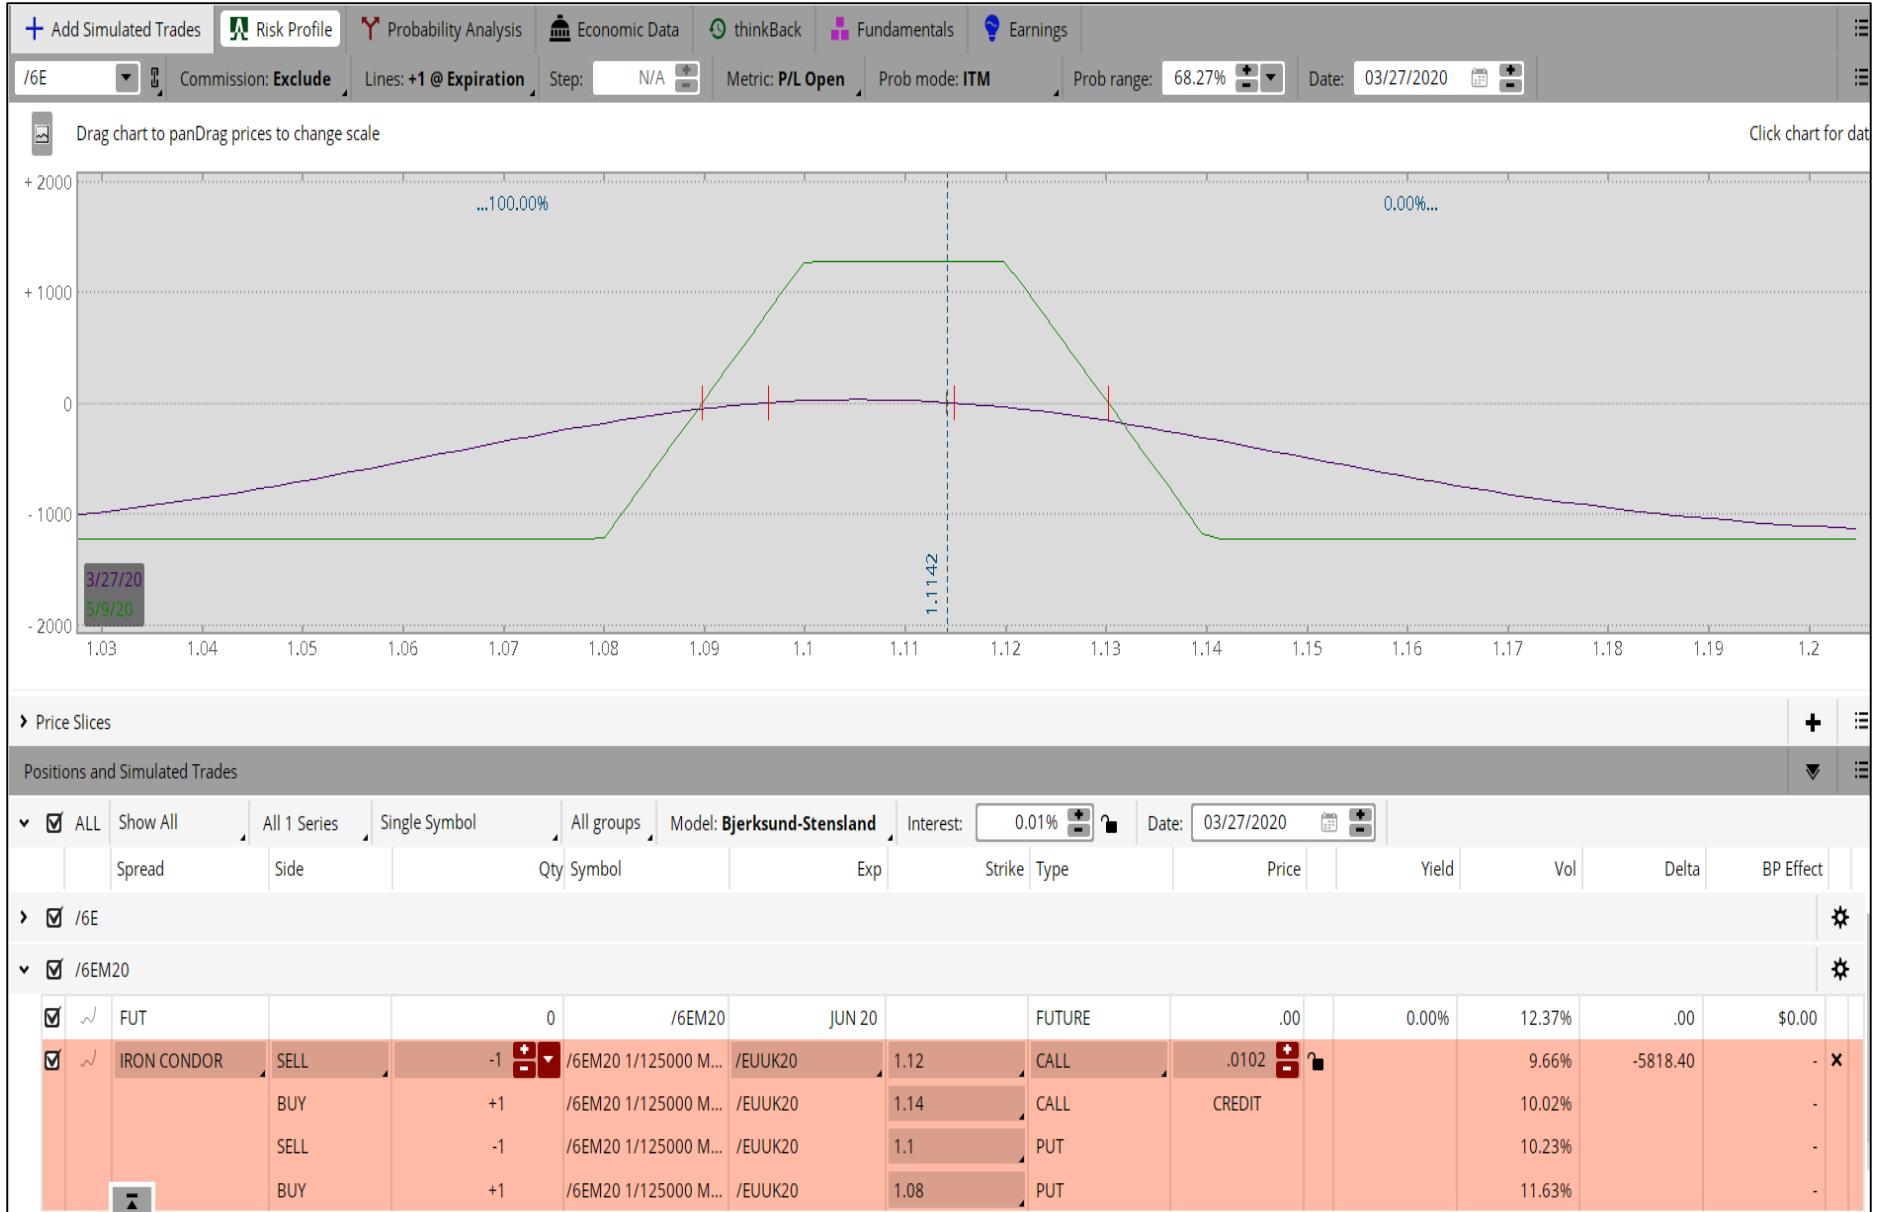 Add Simulated Trades Risk Profile Probability Analysis Economic Data thinkBack Fundamentals Earnings
/6E Commission: Exclude Lines: +1 @ Expiration Step: N/A Metric: P/L Open Prob mode: ITM Prob range: 68.27% Date: 03/27/2020
Drag chart to panDrag prices to change scale Click chart for dat
+ 2000
...100.00% 0.00%...
+ 1000
0
- 1000
1.1142
3/27/20
5/9/20
- 2000
1.03 1.04 1.05 1.06 1.07 1.08 1.09 1.1 1.11 1.12 1.13 1.14 1.15 1.16 1.17 1.18 1.19 1.2
Price Slices
Positions and Simulated Trades
ALL Show All All 1 Series Single Symbol All groups Model: Bjerksund-Stensland Interest: 0.01% Date: 03/27/2020
Spread Side Qty Symbol Exp Strike Type Price Yield Vol Delta BP Effect
/6E
/6EM20
FUT 0 /6EM20 JUN 20 FUTURE .00 0.00% 12.37% .00 $0.00
IRON CONDOR SELL -1 /6EM20 1/125000 M... /EUUK20 1.12 CALL .0102 9.66% -5818.40 -
BUY +1 /6EM20 1/125000 M... /EUUK20 1.14 CALL CREDIT 10.02% -
SELL -1 /6EM20 1/125000 M... /EUUK20 1.1 PUT 10.23% -
BUY +1 /6EM20 1/125000 M... /EUUK20 1.08 PUT 11.63% -